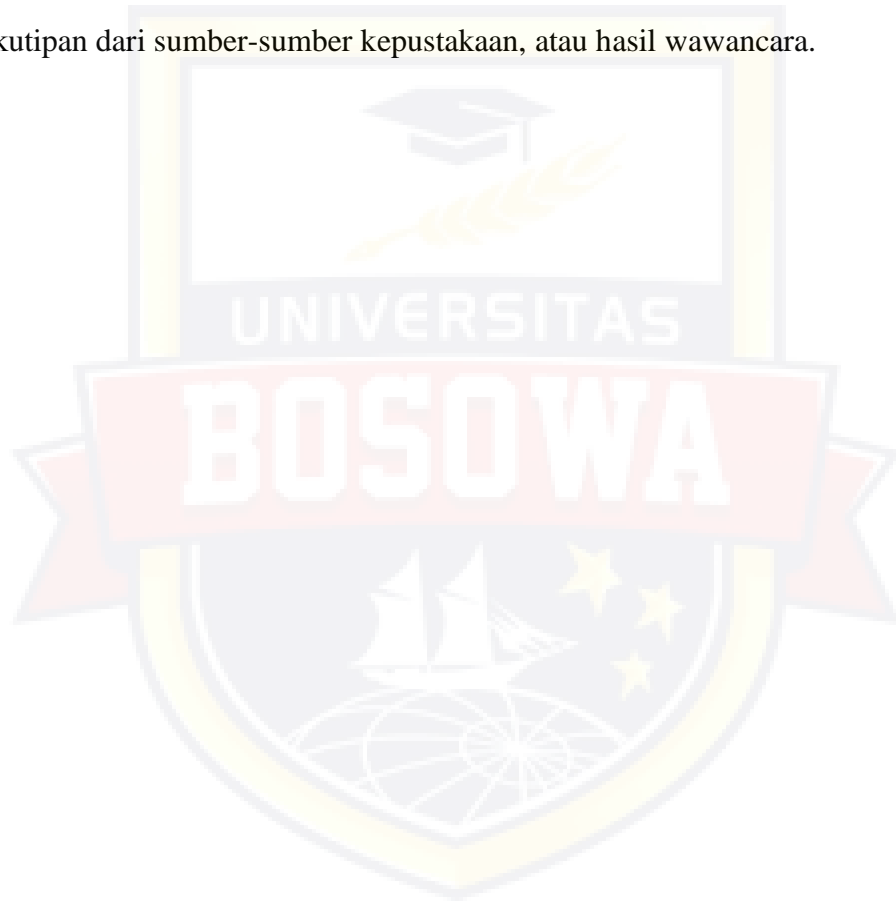 kutipan dari sumber-sumber kepustakaan, atau hasil wawancara.
UNIVERSITAS
BOSOWA